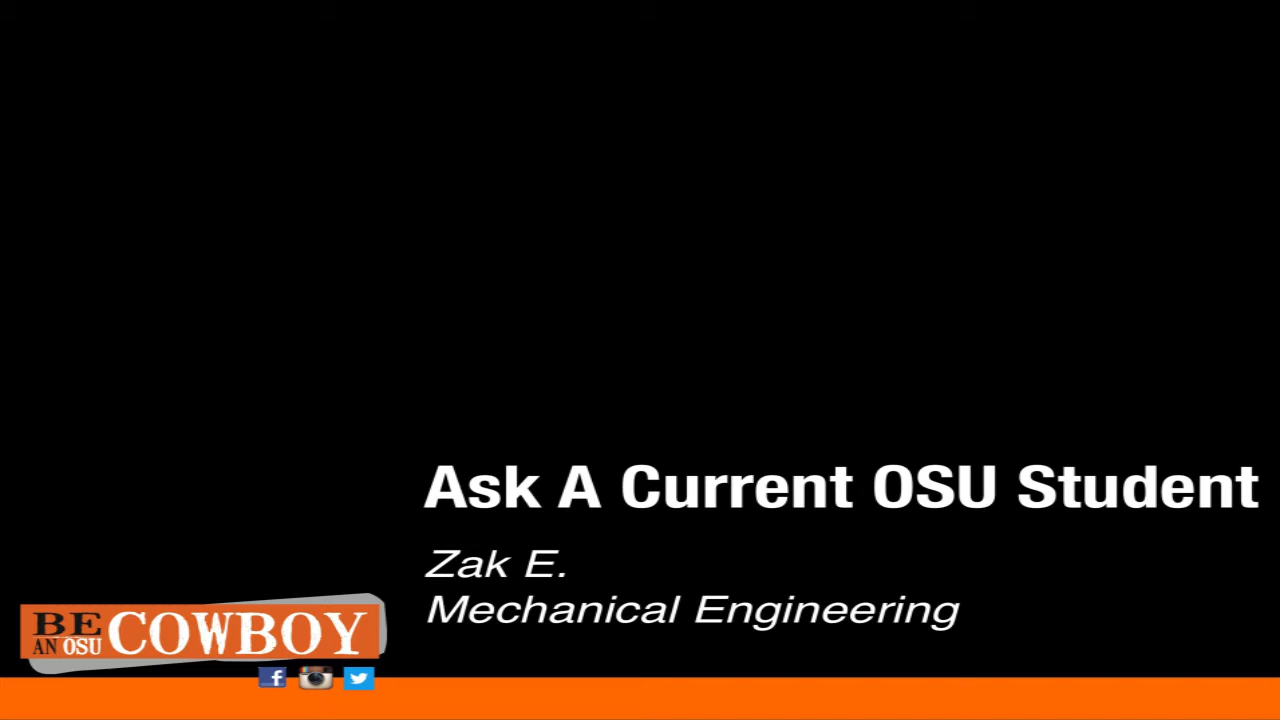 Ask A Current OSU Student
Zak E.
Mechanical Engineering
BE
AN OSU
COWBOY